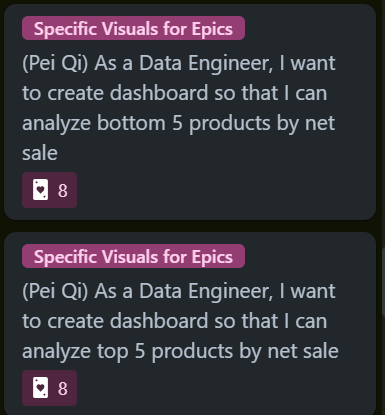 Specific Visuals for Epics
(Pei Qi) As a Data Engineer, I want
to create dashboard so that I can
analyze bottom 5 products by net
sale
8
Specific Visuals for Epics
(Pei Qi) As a Data Engineer, I want
to create dashboard so that I can
analyze top 5 products by net sale
8